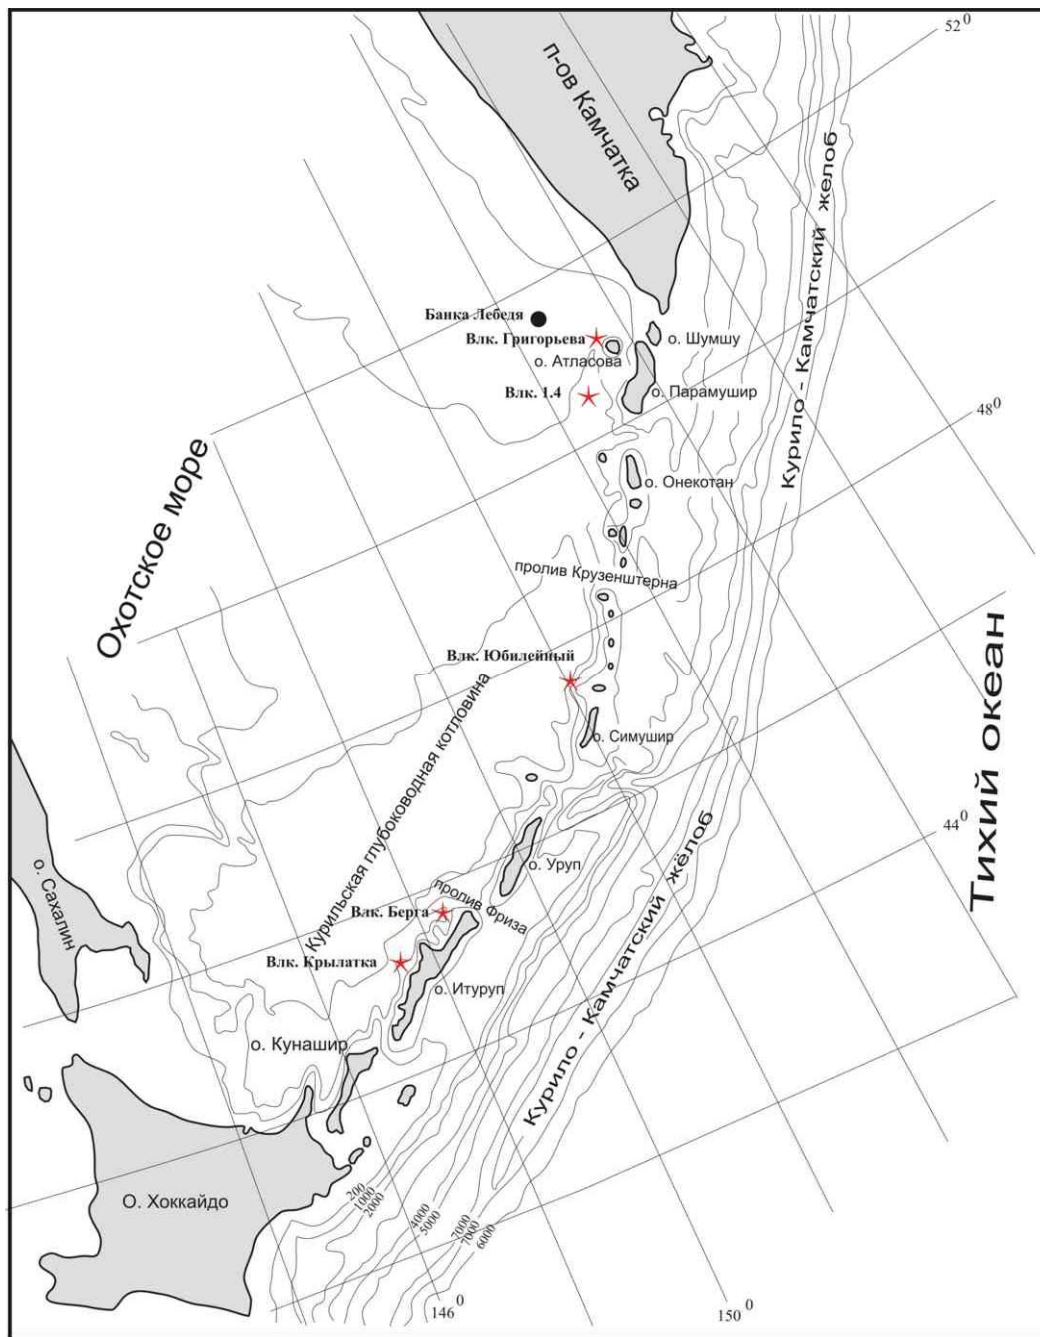 52⁰
п-ов Камчатка
Курило - Камчатский желоб
Банка Лебедя
Влк. Григорьева
о. Шумшу
о. Атласова
Влк. 1.4
о. Парамушир
48⁰
Охотское море
о. Онекотан
пролив Крузенштерна
Влк. Юбилейный
Тихий океан
о. Симушир
Курильская глубоководная котловина
44⁰
Курило - Камчатский жёлоб
о. Уруп
о. Сахалин
пролив Фриза
Влк. Берга
Влк. Крылатка
о. Итуруп
о. Кунашир
О. Хоккайдо
200
1000
2000
4000
5000
7000
7000
6000
146⁰
150⁰